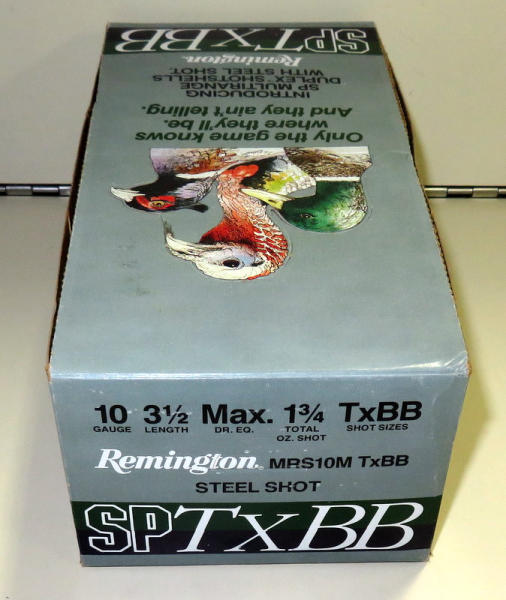 SPTxBB
Remington.
INTRODUCING
SP MULTIRANGE
DUPLEX SHOTSHELLS
WITH STEEL SHOT.
Only the game knows
where they'll be.
And they ain't telling.
10 3½ Max. 1¾ TxBB
GAUGE LENGTH DR. EQ. TOTAL OZ. SHOT SHOT SIZES
Remington MRS10M TxBB
STEEL SHOT
SPTxBB